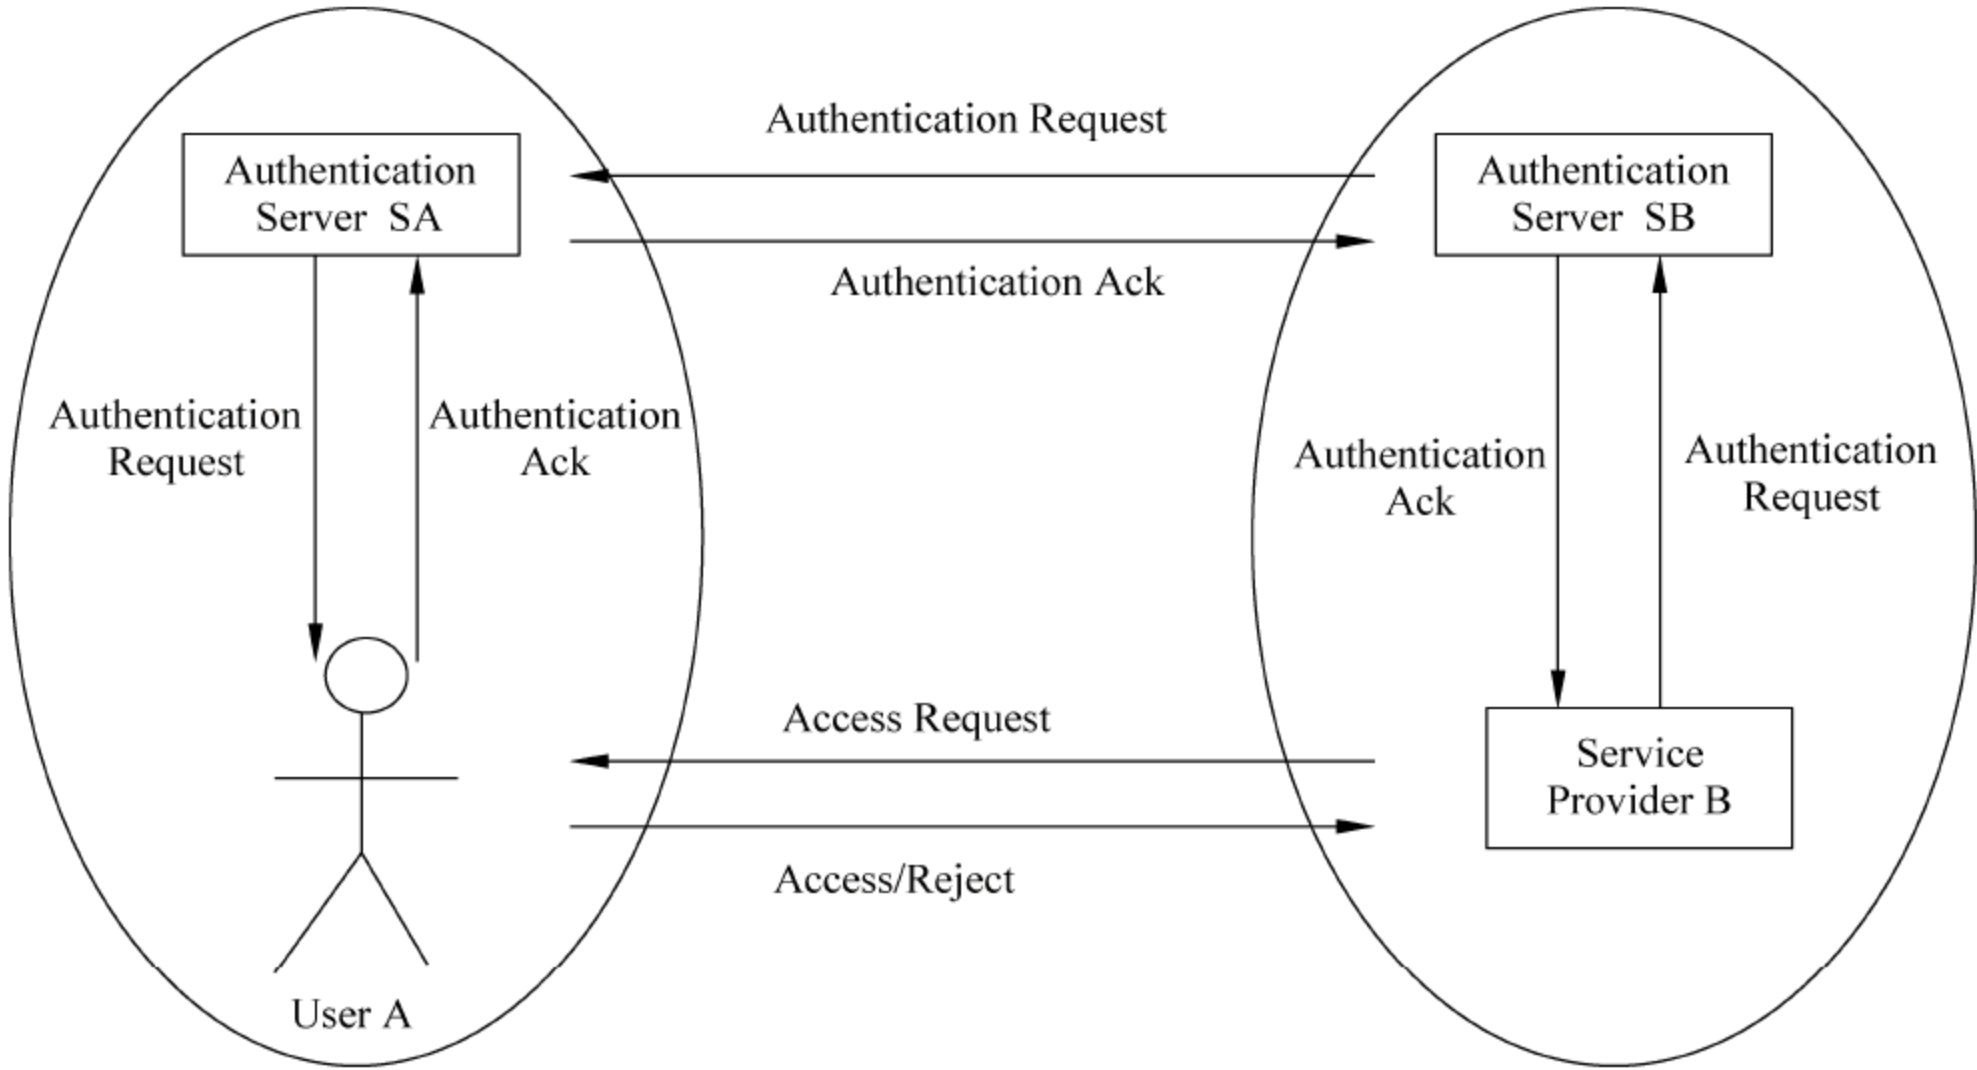 Authentication Request
Authentication
Server SA
Authentication
Server SB
Authentication Ack
Authentication
Request
Authentication
Ack
Authentication
Ack
Authentication
Request
Access Request
Service
Provider B
Access/Reject
User A